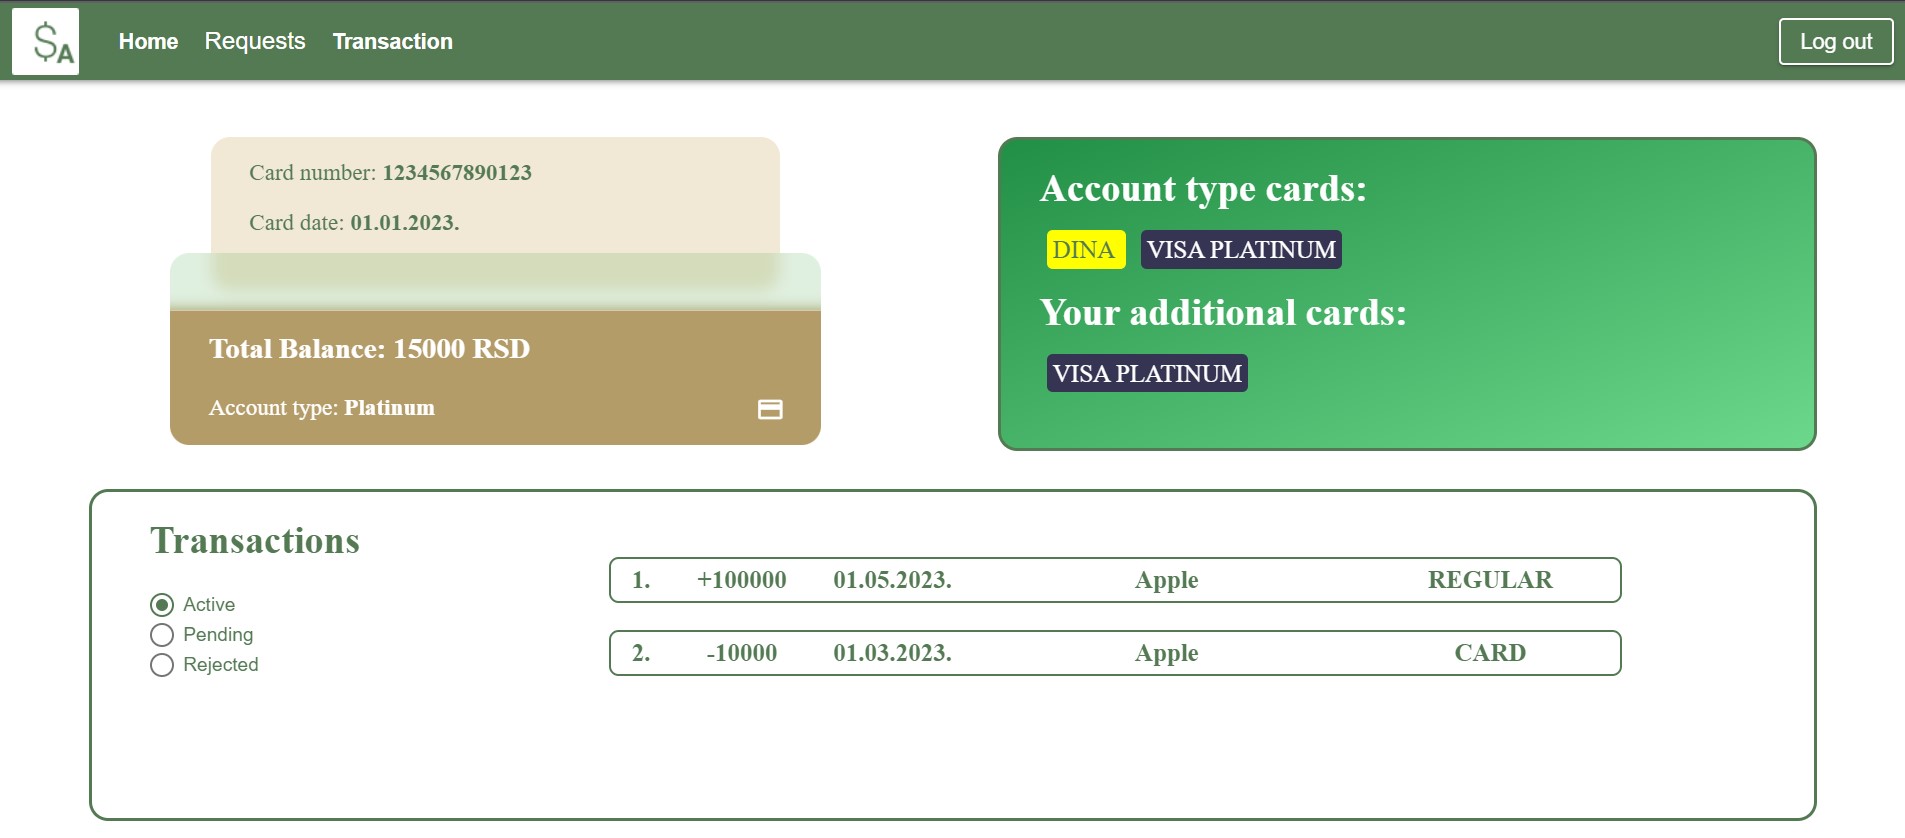 $A
Home Requests Transaction Log out
Card number: 1234567890123
Card date: 01.01.2023.
Total Balance: 15000 RSD
Account type: Platinum
Account type cards:
DINA VISA PLATINUM
Your additional cards:
VISA PLATINUM
Transactions
Active
Pending
Rejected
1. +100000 01.05.2023. Apple REGULAR
2. -10000 01.03.2023. Apple CARD